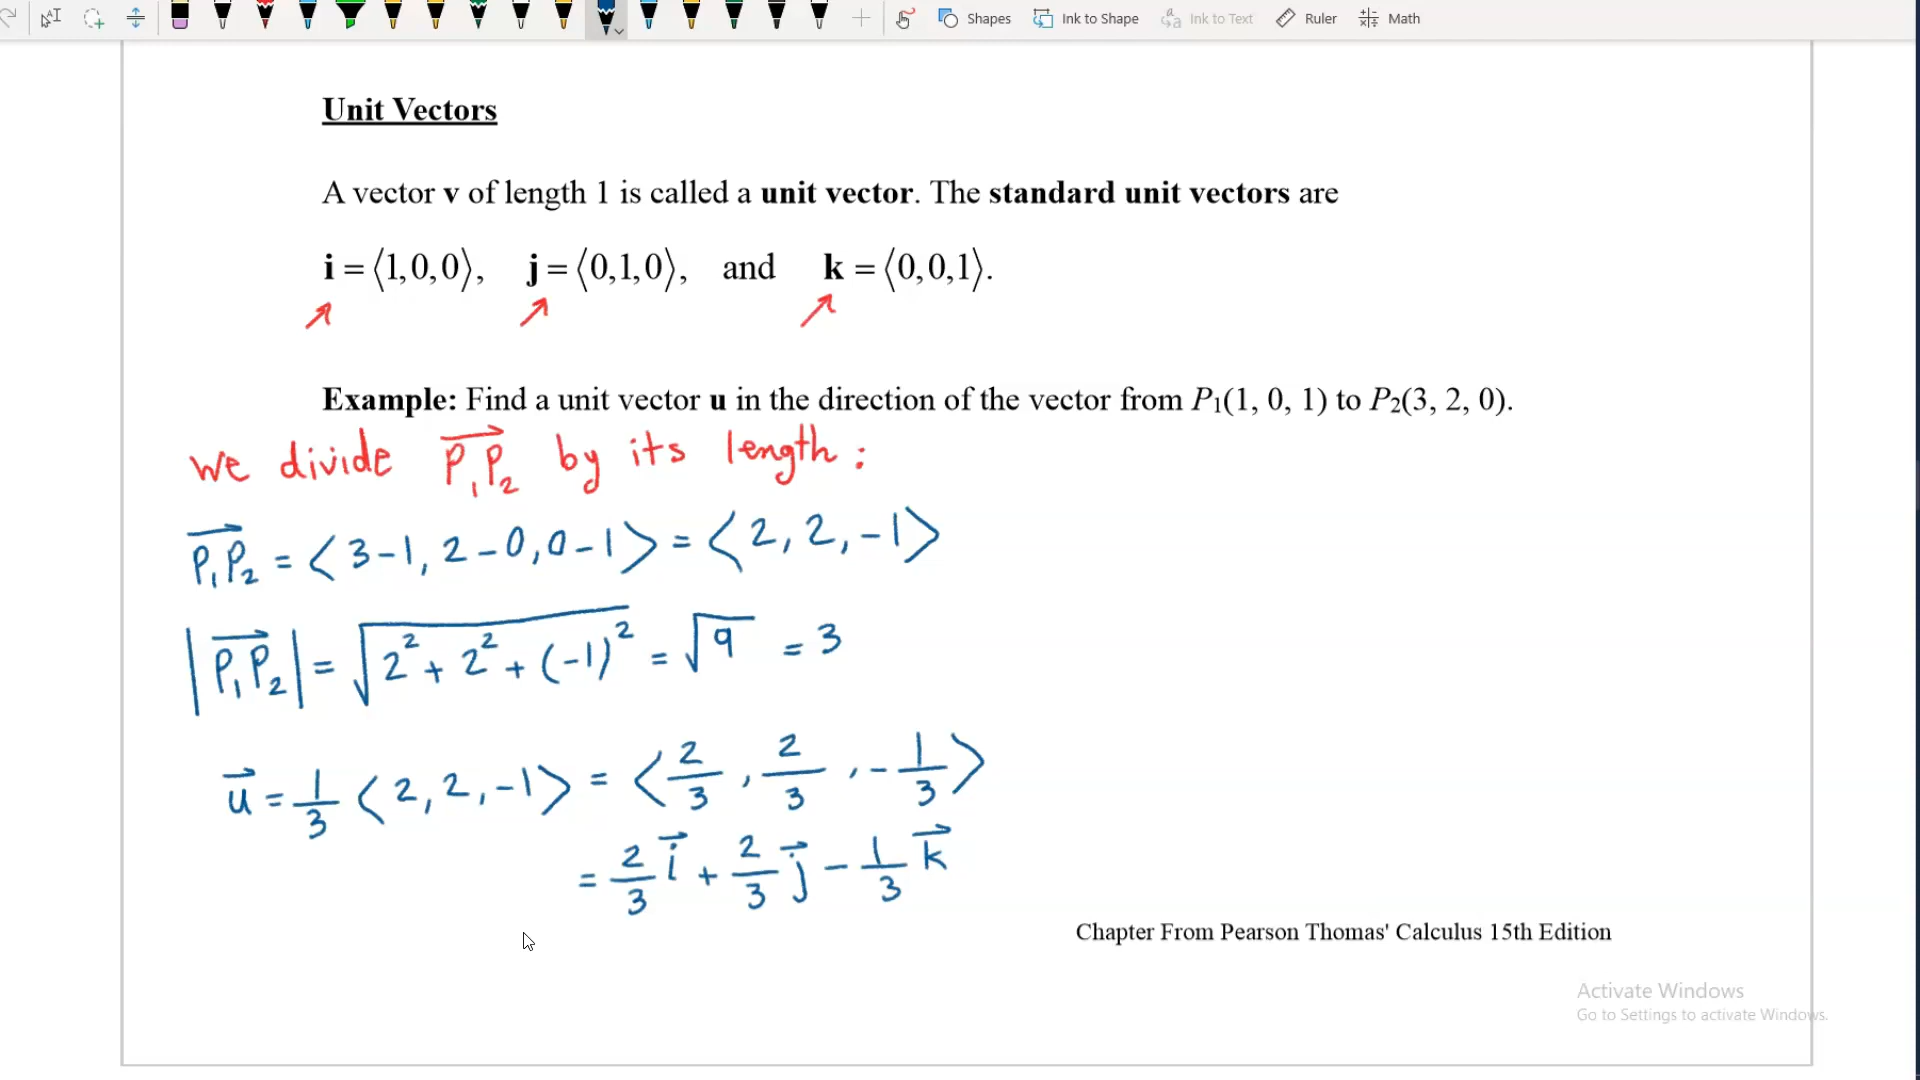 Shapes Ink to Shape Ink to Text Ruler Math
Unit Vectors
A vector v of length 1 is called a unit vector. The standard unit vectors are
i = ⟨1,0,0⟩, j = ⟨0,1,0⟩, and k = ⟨0,0,1⟩.
Example: Find a unit vector u in the direction of the vector from P₁(1, 0, 1) to P₂(3, 2, 0).
We divide P₁P₂ by its length:
P₁P₂ = ⟨3-1, 2-0, 0-1⟩ = ⟨2, 2, -1⟩
|P₁P₂| = √(2² + 2² + (-1)²) = √9 = 3
u = 1/3 ⟨2, 2, -1⟩ = ⟨2/3, 2/3, -1/3⟩
= 2/3 i + 2/3 j - 1/3 k
Chapter From Pearson Thomas' Calculus 15th Edition
Activate Windows
Go to Settings to activate Windows.